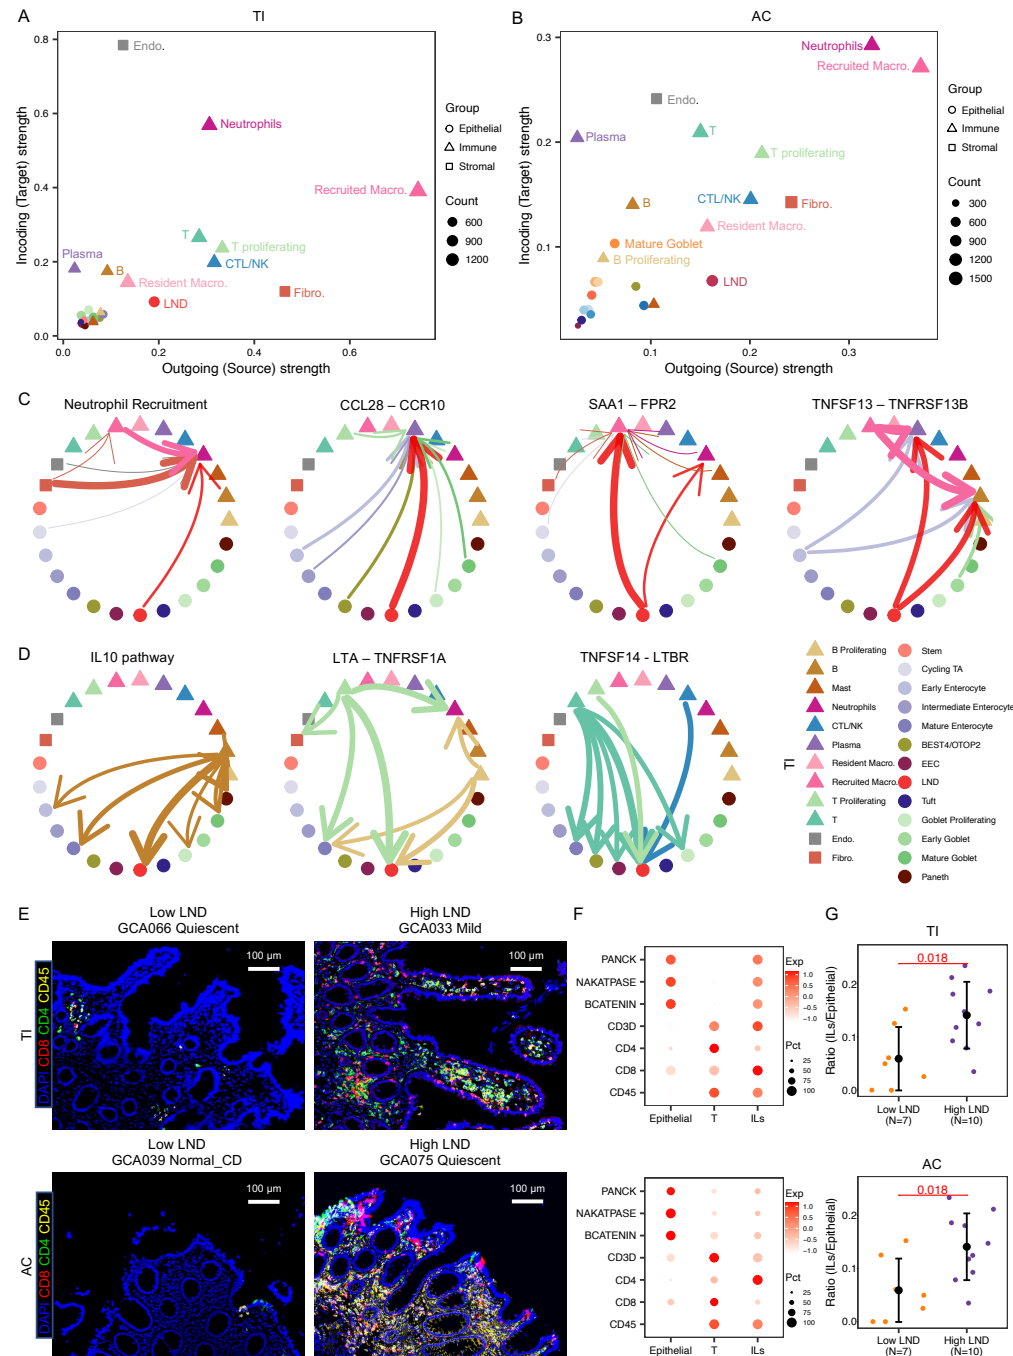 A
TI
Incoding (Target) strength
0.8
0.6
0.4
0.2
0.0
0.0
0.2
0.4
0.6
Outgoing (Source) strength
Endo.
Neutrophils
Recruited Macro.
T
T proliferating
CTL/NK
Plasma
B
Resident Macro.
Fibro.
LND
Group
Epithelial
Immune
Stromal
Count
600
900
1200
B
AC
Incoding (Target) strength
0.3
0.2
0.1
0.1
0.3
Outgoing (Source) strength
Neutrophils
Recruited Macro.
Endo.
Plasma
T
T proliferating
CTL/NK
B
Fibro.
Resident Macro.
Mature Goblet
B Proliferating
LND
Group
Epithelial
Immune
Stromal
Count
300
600
900
1200
1500
C
Neutrophil Recruitment
CCL28 – CCR10
SAA1 – FPR2
TNFSF13 – TNFRSF13B
D
IL10 pathway
LTA – TNFRSF1A
TNFSF14 - LTBR
TI
B Proliferating
B
Mast
Neutrophils
CTL/NK
Plasma
Resident Macro.
Recruited Macro.
T Proliferating
T
Endo.
Fibro.
Stem
Cycling TA
Early Enterocyte
Intermediate Enterocyte
Mature Enterocyte
BEST4/OTOP2
EEC
LND
Tuft
Goblet Proliferating
Early Goblet
Mature Goblet
Paneth
E
Low LND
GCA066 Quiescent
High LND
GCA033 Mild
100 µm
100 µm
TI
DAPI CD8 CD4 CD45
Low LND
GCA039 Normal_CD
High LND
GCA075 Quiescent
100 µm
100 µm
AC
DAPI CD8 CD4 CD45
F
PANCK
NAKATPASE
BCATENIN
CD3D
CD4
CD8
CD45
Epithelial
T
ILs
Exp
1.0
0.5
0.0
−0.5
−1.0
Pct
25
50
75
100
PANCK
NAKATPASE
BCATENIN
CD3D
CD4
CD8
CD45
Epithelial
T
ILs
Exp
1.0
0.5
0.0
−0.5
−1.0
Pct
25
50
75
100
G
TI
Ratio (ILs/Epithelial)
0.2
0.1
0.0
0.018
Low LND
(N=7)
High LND
(N=10)
AC
Ratio (ILs/Epithelial)
0.2
0.1
0.0
0.018
Low LND
(N=7)
High LND
(N=10)